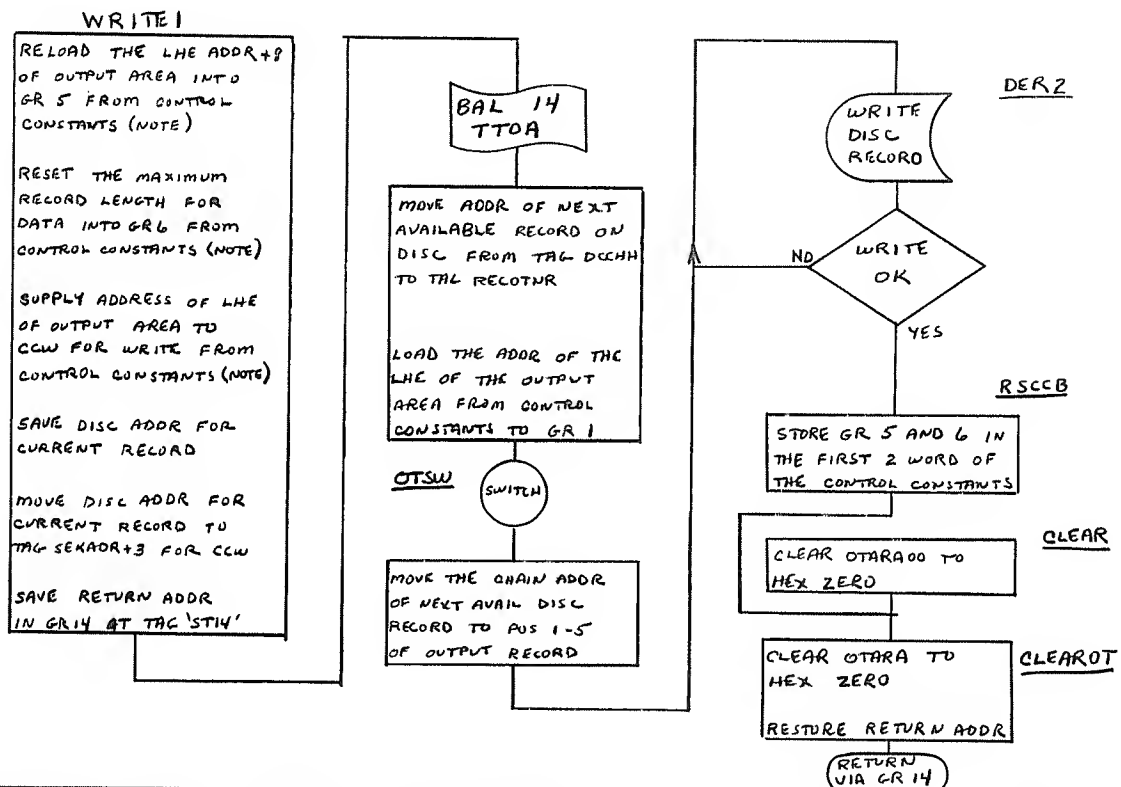 WRITE1
RELOAD THE LHE ADDR+8
OF OUTPUT AREA INTO
GR 5 FROM CONTROL
CONSTANTS (NOTE)
RESET THE MAXIMUM
RECORD LENGTH FOR
DATA INTO GR6 FROM
CONTROL CONSTANTS (NOTE)
SUPPLY ADDRESS OF LHE
OF OUTPUT AREA TO
CCW FOR WRITE FROM
CONTROL CONSTANTS (NOTE)
SAVE DISC ADDR FOR
CURRENT RECORD
MOVE DISC ADDR FOR
CURRENT RECORD TO
TAG SEKADR+3 FOR CCW
SAVE RETURN ADDR
IN GR14 AT TAG 'ST14'
BAL 14
TTOA
MOVE ADDR OF NEXT
AVAILABLE RECORD ON
DISC FROM TAG DCCHH
TO TAG RECOTNR
LOAD THE ADDR OF THE
LHE OF THE OUTPUT
AREA FROM CONTROL
CONSTANTS TO GR 1
OTSW
SWITCH
MOVE THE CHAIN ADDR
OF NEXT AVAIL DISC
RECORD TO POS 1-5
OF OUTPUT RECORD
DER2
WRITE
DISC
RECORD
WRITE
OK
NO
YES
RSCCB
STORE GR 5 AND 6 IN
THE FIRST 2 WORD OF
THE CONTROL CONSTANTS
CLEAR
CLEAR OTARA00 TO
HEX ZERO
CLEAROT
CLEAR OTARA TO
HEX ZERO
RESTORE RETURN ADDR
RETURN
VIA GR 14